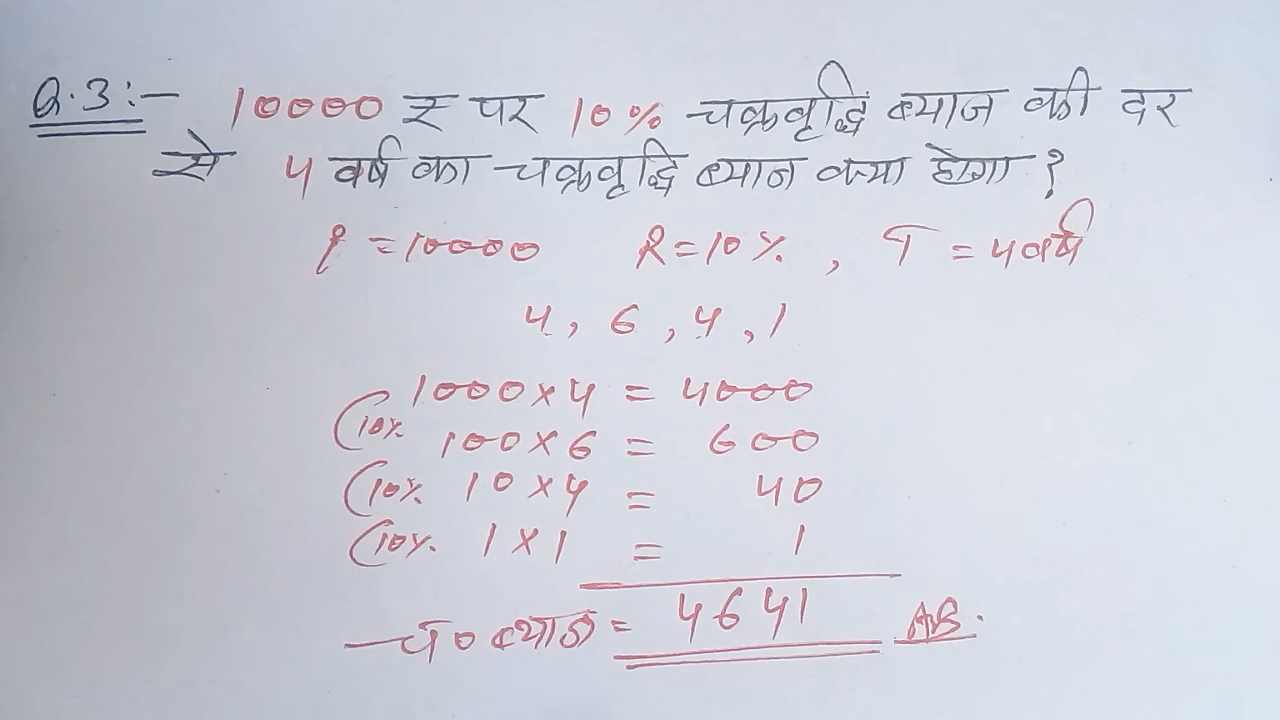 Q.3:- 10000 ₹ पर 10% चक्रवृद्धि ब्याज की दर
से 4 वर्ष का चक्रवृद्धि ब्याज क्या होगा ?
P = 10000 R = 10% , T = 4 वर्ष
4, 6, 4, 1
1000 x 4 = 4000
10% 100 x 6 = 600
10% 10 x 4 = 40
10% 1 x 1 = 1
च० ब्याज = 4641 Ans.